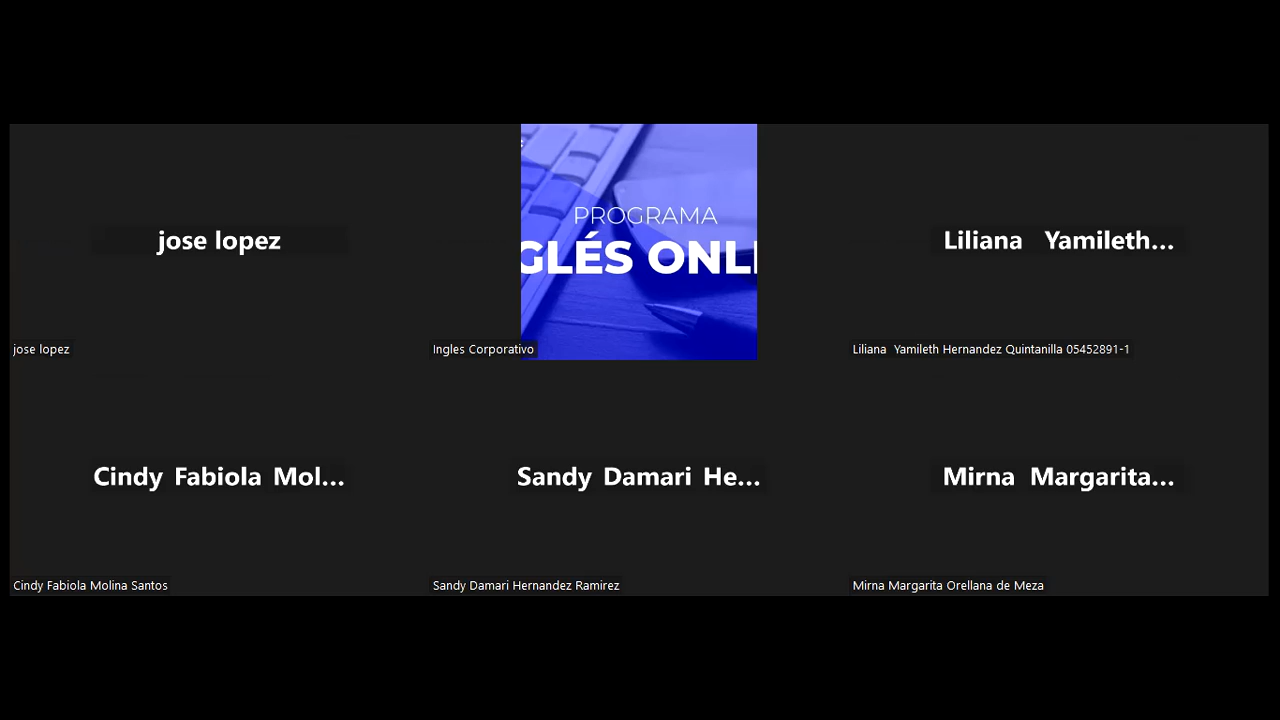 jose lopez
PROGRAMA
GLÉS ONLI
Liliana Yamileth...
jose lopez
Ingles Corporativo
Liliana Yamileth Hernandez Quintanilla 05452891-1
Cindy Fabiola Mol...
Sandy Damari He...
Mirna Margarita...
Cindy Fabiola Molina Santos
Sandy Damari Hernandez Ramirez
Mirna Margarita Orellana de Meza